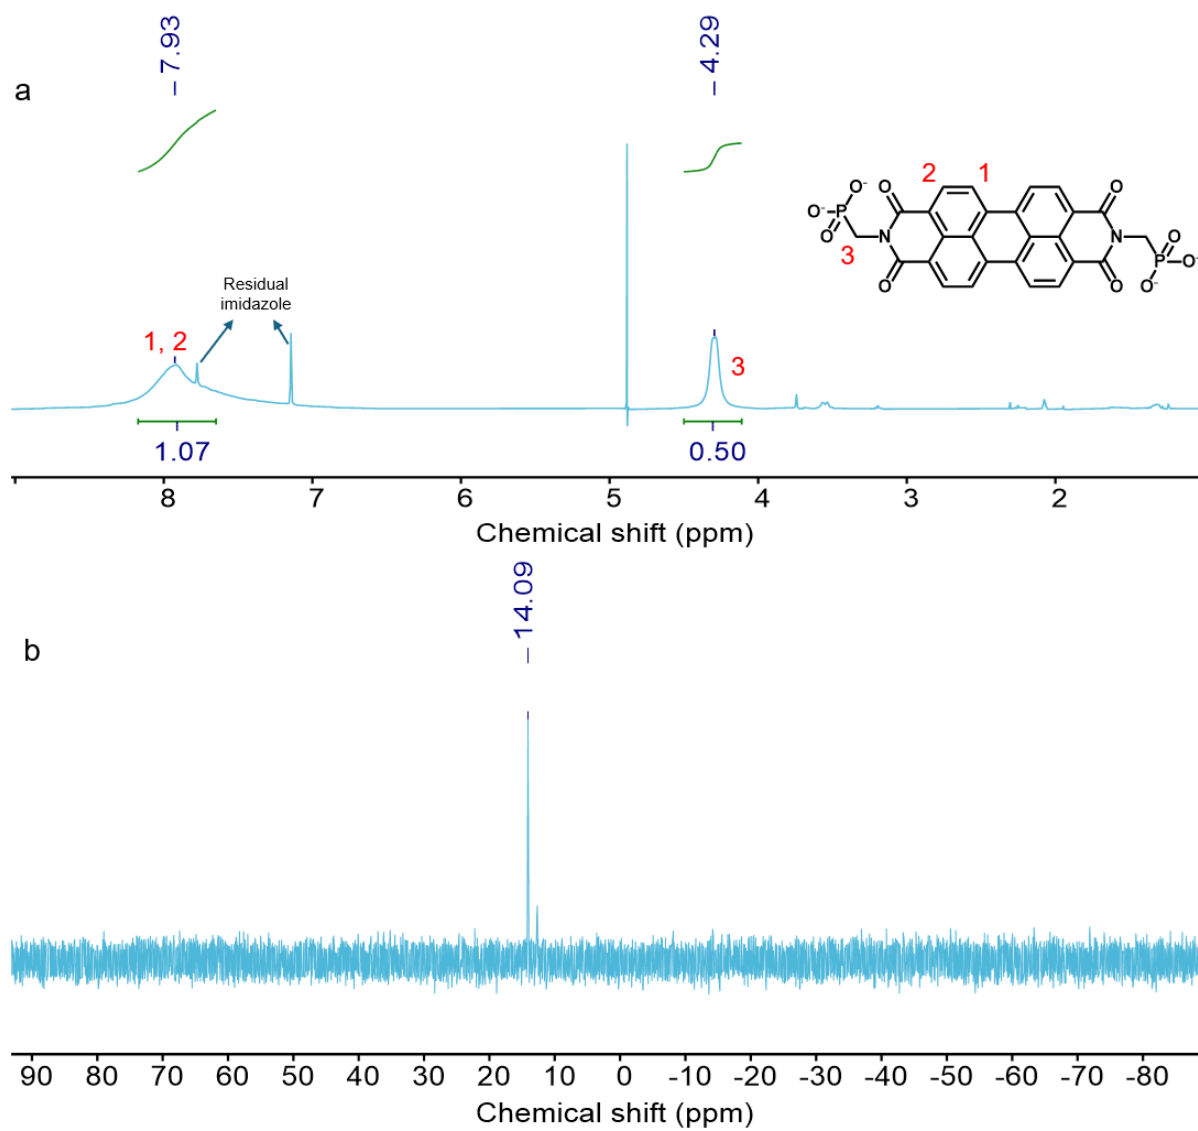 – 7.93
– 4.29
a
2
1
O⁻
O
O
O⁻
P
O
N
N
O
P
O⁻
3
O
O
O⁻
Residual
imidazole
1, 2
3
1.07
0.50
8
7
6
5
4
3
2
Chemical shift (ppm)
– 14.09
b
90 80 70 60 50 40 30 20 10 0 -10 -20 -30 -40 -50 -60 -70 -80
Chemical shift (ppm)